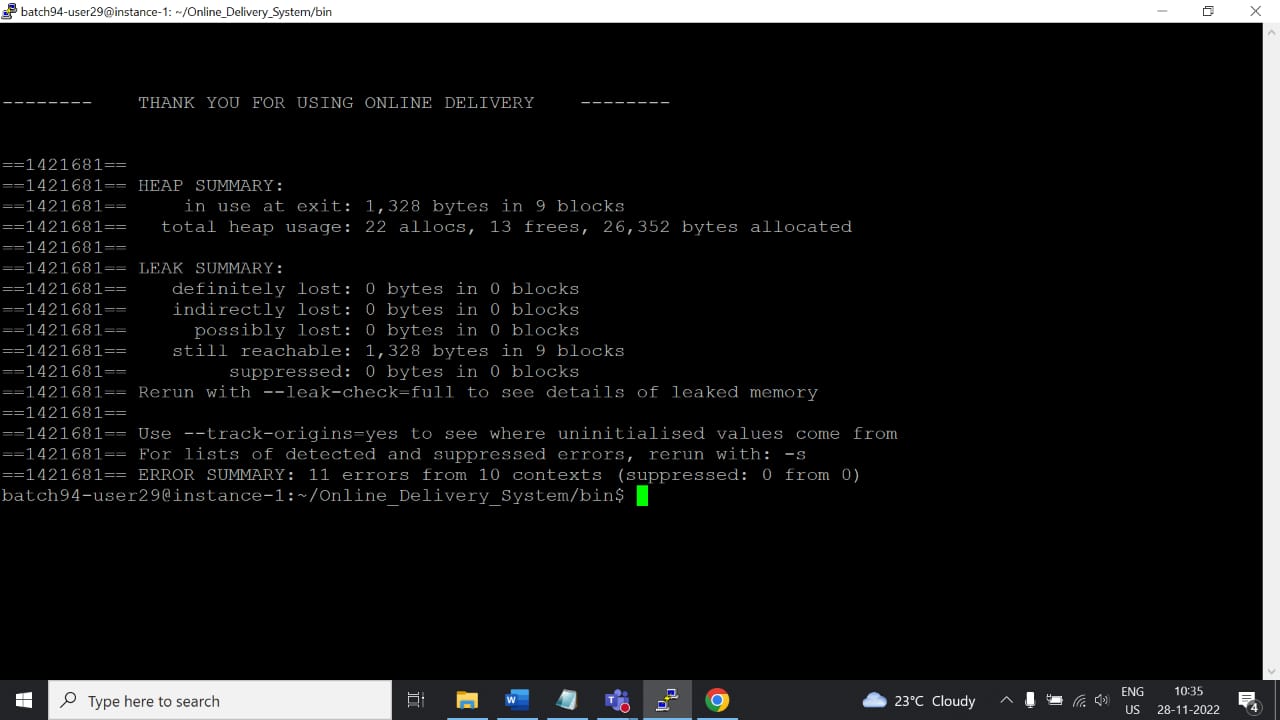 batch94-user29@instance-1: ~/Online_Delivery_System/bin
-------- THANK YOU FOR USING ONLINE DELIVERY --------
==1421681==
==1421681== HEAP SUMMARY:
==1421681== in use at exit: 1,328 bytes in 9 blocks
==1421681== total heap usage: 22 allocs, 13 frees, 26,352 bytes allocated
==1421681==
==1421681== LEAK SUMMARY:
==1421681== definitely lost: 0 bytes in 0 blocks
==1421681== indirectly lost: 0 bytes in 0 blocks
==1421681== possibly lost: 0 bytes in 0 blocks
==1421681== still reachable: 1,328 bytes in 9 blocks
==1421681== suppressed: 0 bytes in 0 blocks
==1421681== Rerun with --leak-check=full to see details of leaked memory
==1421681==
==1421681== Use --track-origins=yes to see where uninitialised values come from
==1421681== For lists of detected and suppressed errors, rerun with: -s
==1421681== ERROR SUMMARY: 11 errors from 10 contexts (suppressed: 0 from 0)
batch94-user29@instance-1:~/Online_Delivery_System/bin$
Type here to search
23°C Cloudy
ENG
US
10:35
28-11-2022
4